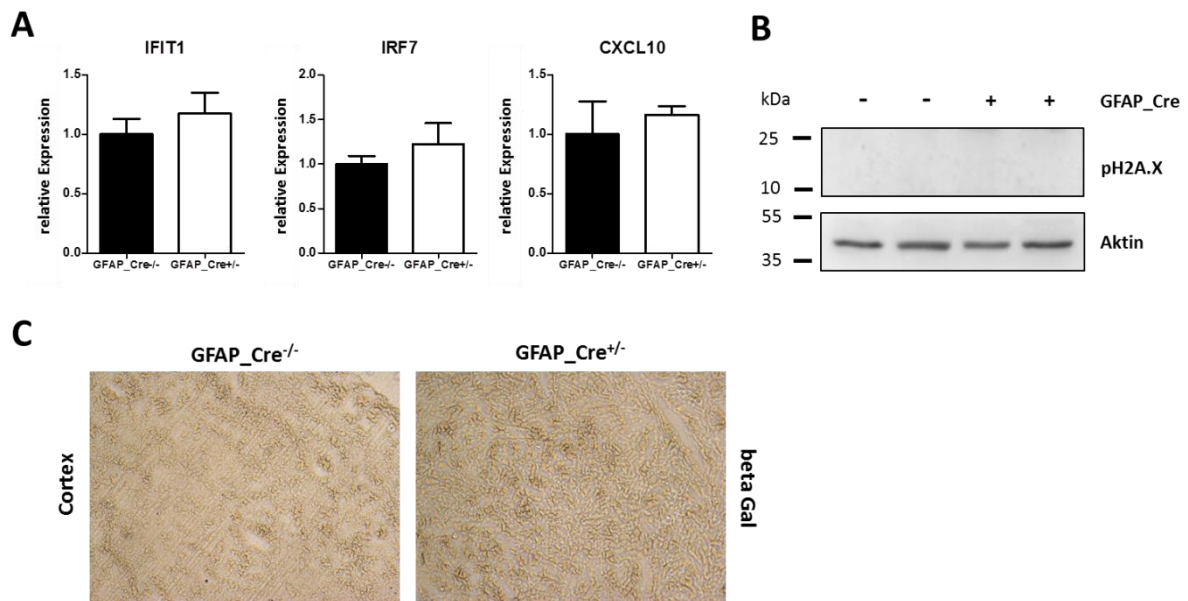 A
IFIT1
relative Expression
1.5
1.0
0.5
0.0
GFAP_Cre-/-
GFAP_Cre+/-
IRF7
relative Expression
2.0
1.5
1.0
0.5
0.0
GFAP_Cre-/-
GFAP_Cre+/-
CXCL10
relative Expression
1.5
1.0
0.5
0.0
GFAP_Cre-/-
GFAP_Cre+/-
B
kDa - - + + GFAP_Cre
25
10
pH2A.X
55
35
Aktin
C
GFAP_Cre-/-
GFAP_Cre+/-
Cortex
beta Gal